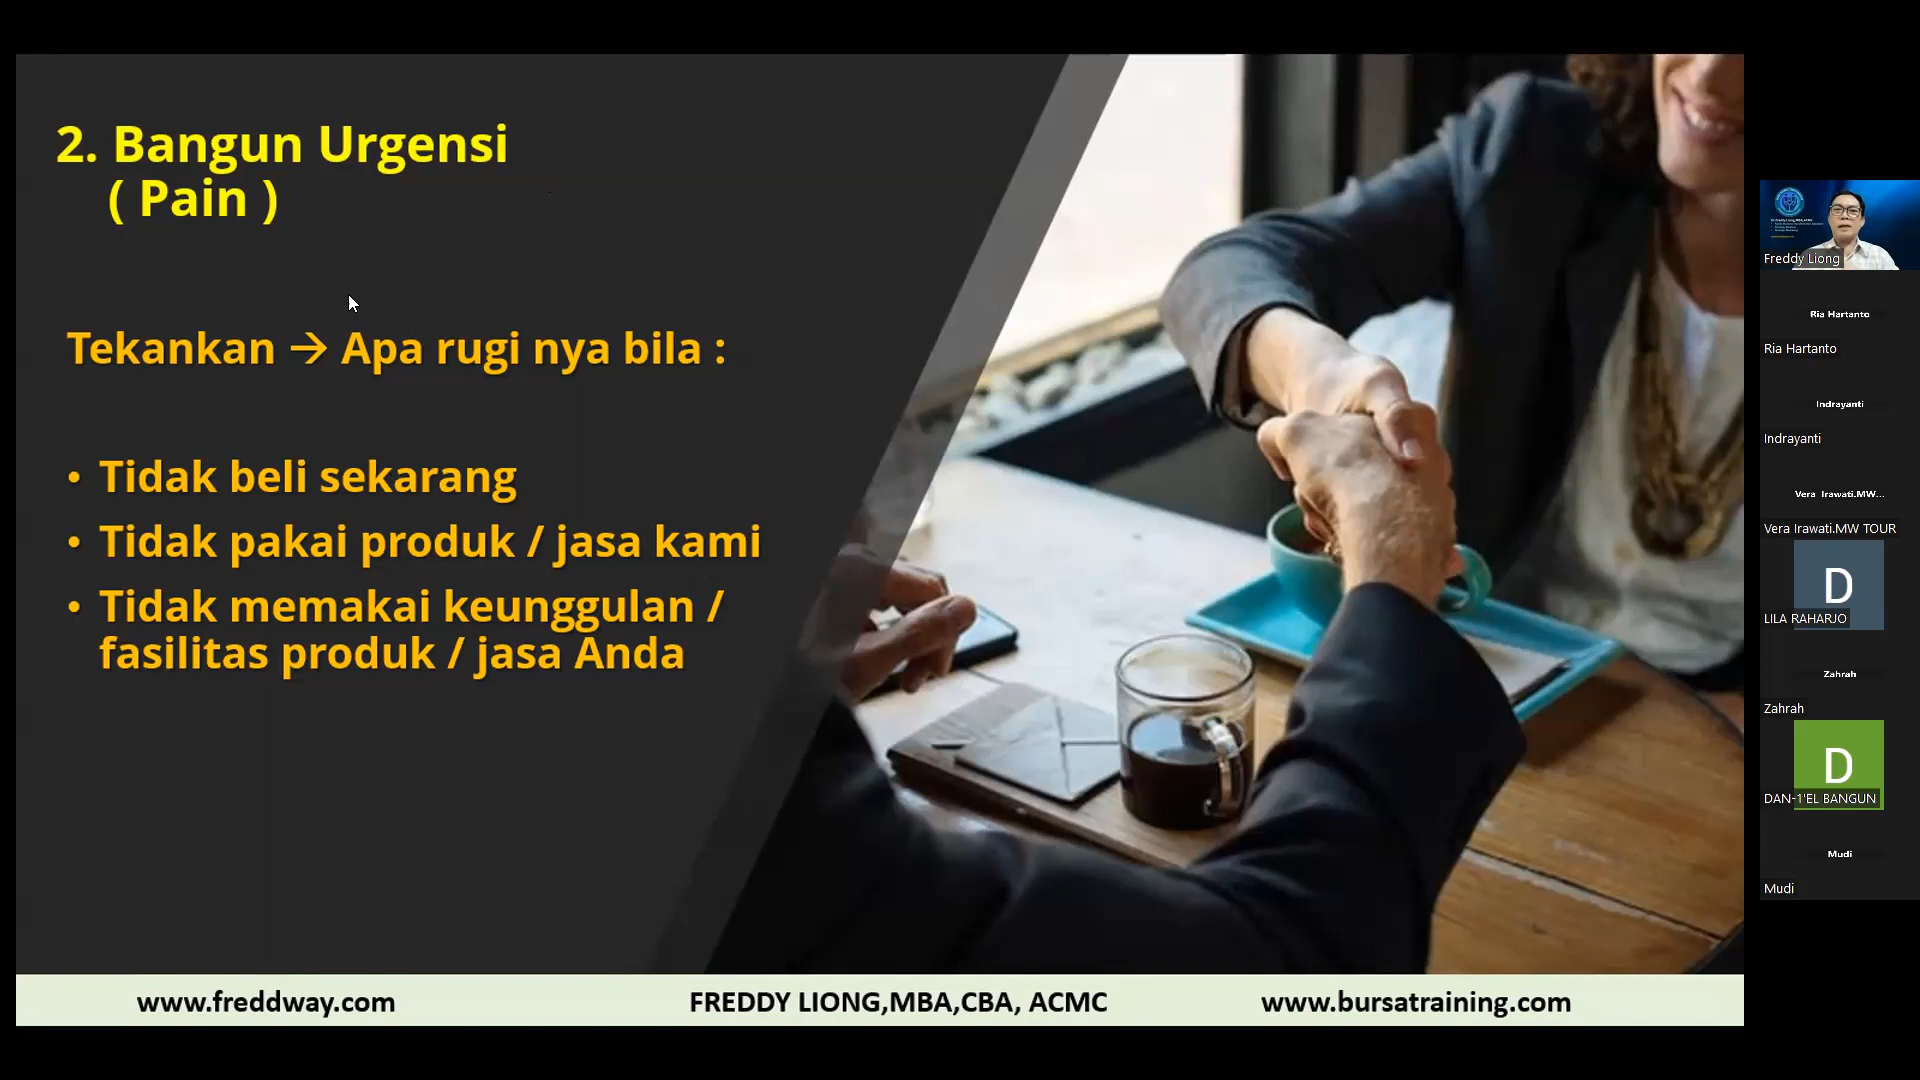 2. Bangun Urgensi
( Pain )
Tekankan → Apa rugi nya bila :
• Tidak beli sekarang
• Tidak pakai produk / jasa kami
• Tidak memakai keunggulan /
fasilitas produk / jasa Anda
www.freddway.com
FREDDY LIONG,MBA,CBA, ACMC
www.bursatraining.com
Freddy Liong
Ria Hartanto
Ria Hartanto
Indrayanti
Indrayanti
Vera Irawati.MW...
Vera Irawati.MW TOUR
D
LILA RAHARJO
Zahrah
Zahrah
D
DAN-1'EL BANGUN
Mudi
Mudi